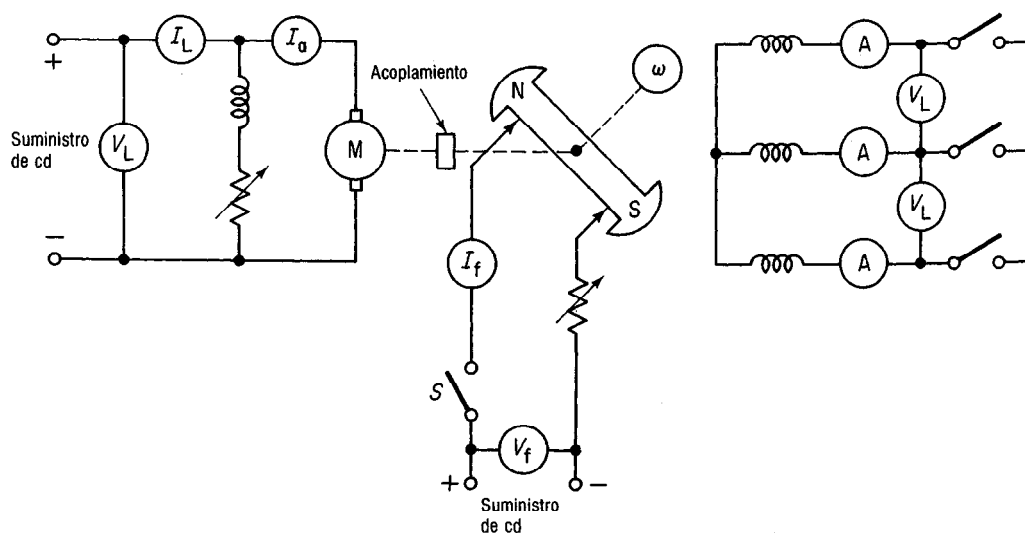 +
I_L
I_a
Suministro
de cd
V_L
M
−
Acoplamiento
N
S
ω
I_f
S
V_f
+
−
Suministro
de cd
A
V_L
A
V_L
A